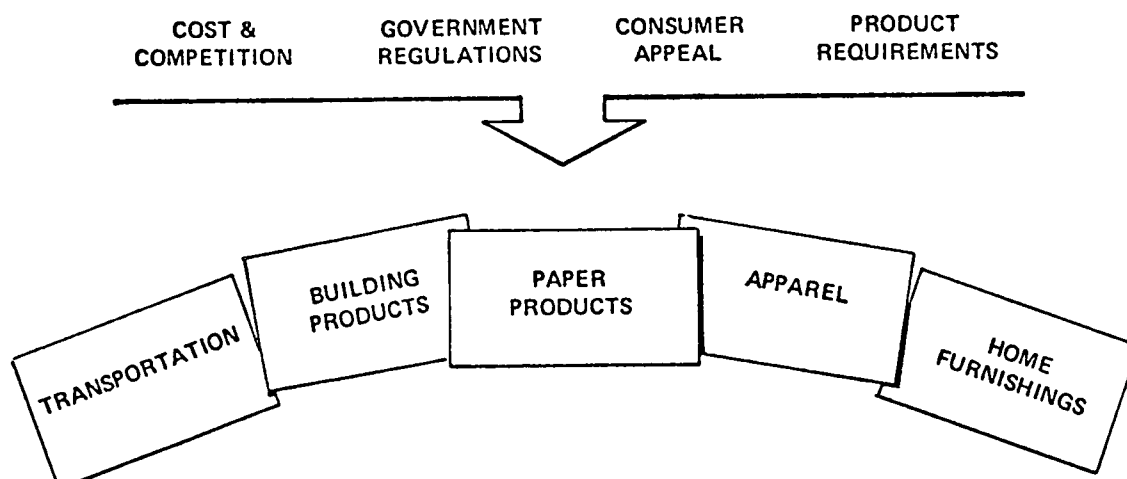 COST &
COMPETITION
GOVERNMENT
REGULATIONS
CONSUMER
APPEAL
PRODUCT
REQUIREMENTS
TRANSPORTATION
BUILDING
PRODUCTS
PAPER
PRODUCTS
APPAREL
HOME
FURNISHINGS